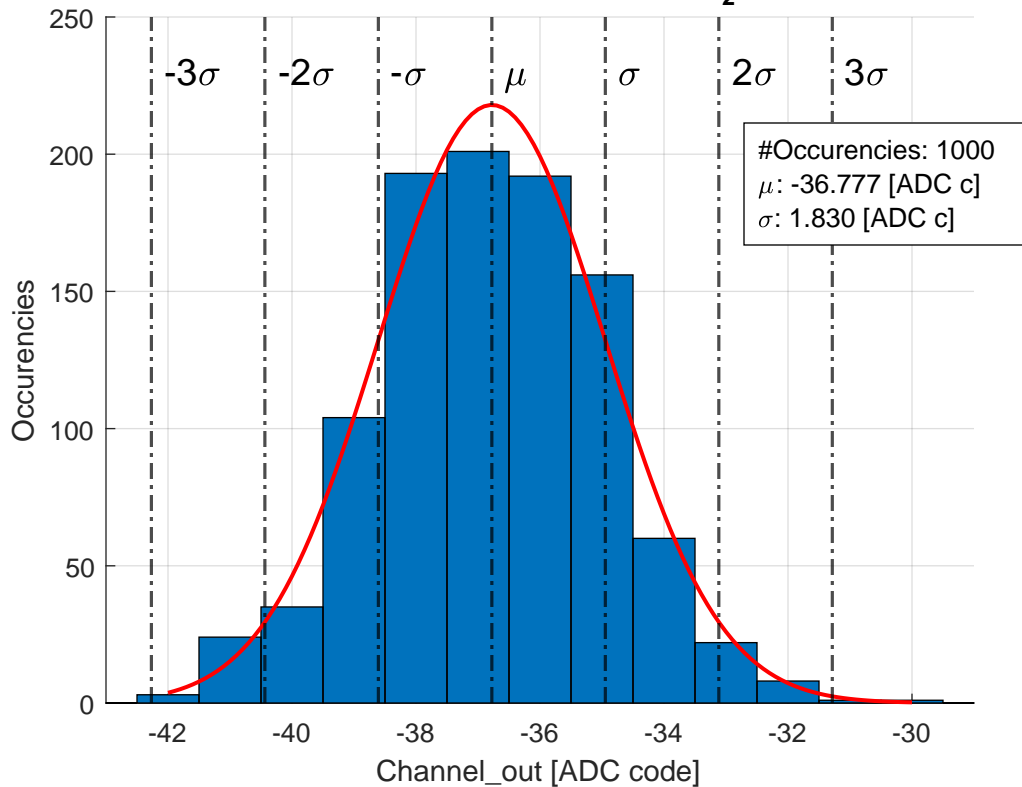 2
250
200
150
100
50
0
-3σ
-2σ
-σ
μ
σ
2σ
3σ
#Occurencies: 1000
μ: -36.777 [ADC c]
σ: 1.830 [ADC c]
Occurencies
-42
-40
-38
-36
-34
-32
-30
Channel_out [ADC code]